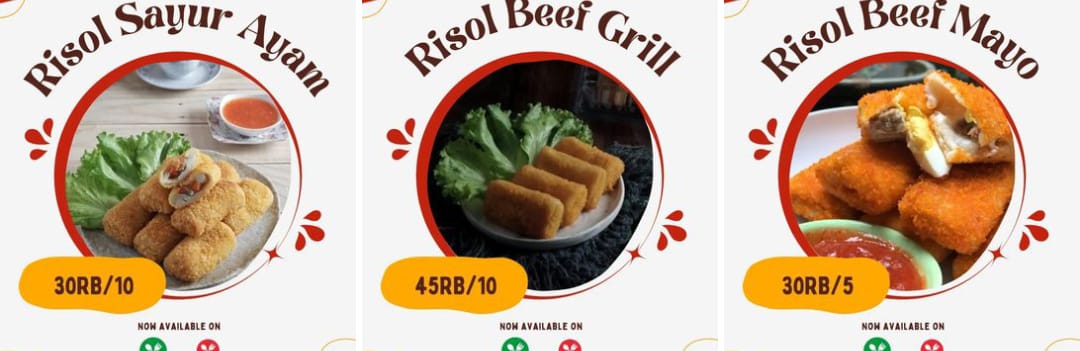 Risol Sayur Ayam
30RB/10
NOW AVAILABLE ON
Risol Beef Grill
45RB/10
NOW AVAILABLE ON
Risol Beef Mayo
30RB/5
NOW AVAILABLE ON